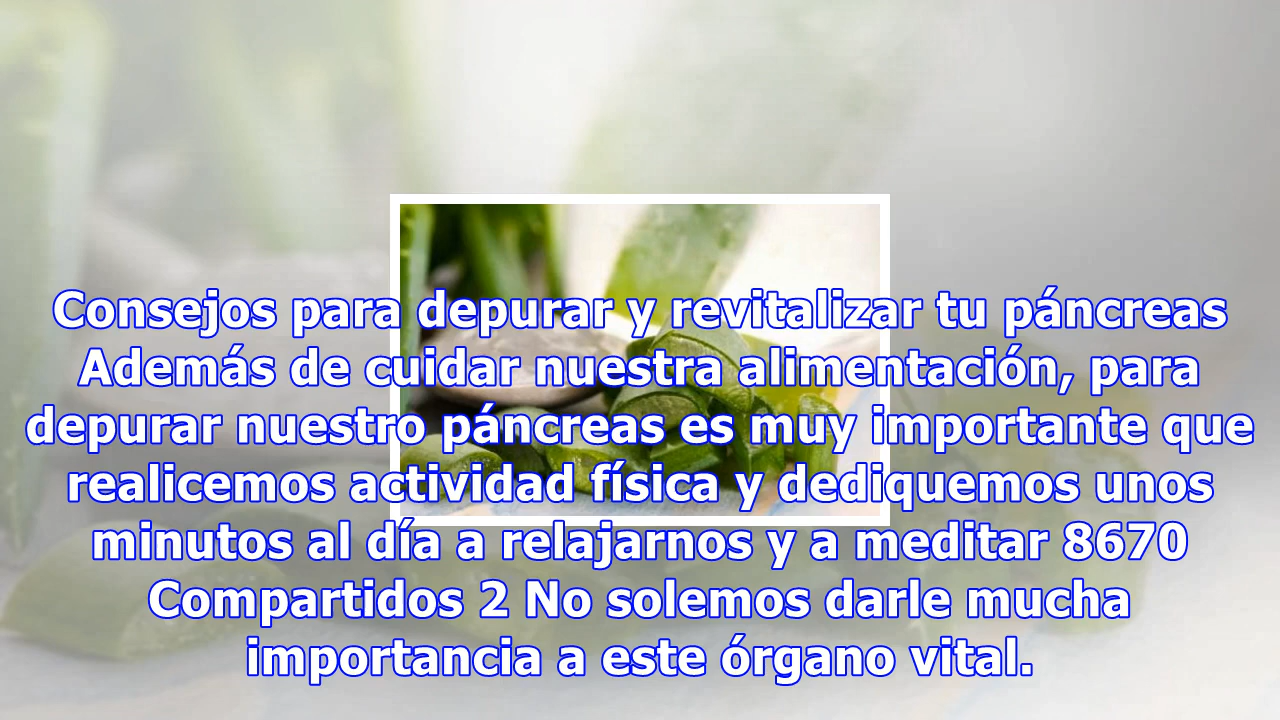 Consejos para depurar y revitalizar tu páncreas
Además de cuidar nuestra alimentación, para
depurar nuestro páncreas es muy importante que
realicemos actividad física y dediquemos unos
minutos al día a relajarnos y a meditar 8670
Compartidos 2 No solemos darle mucha
importancia a este órgano vital.